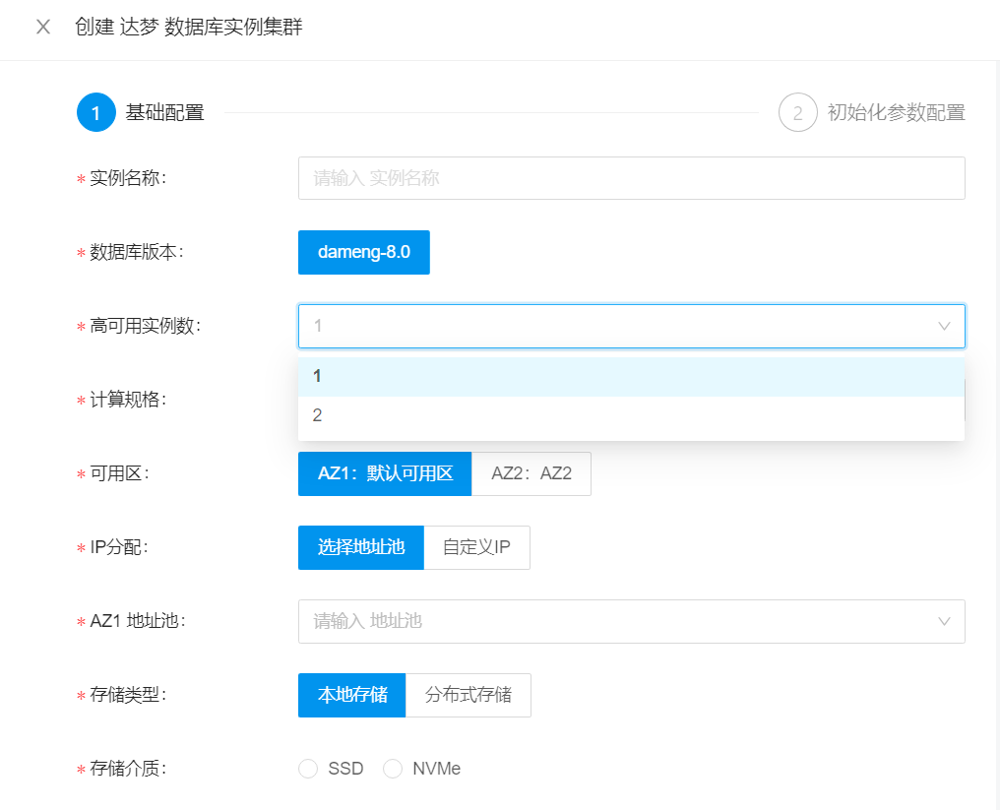 创建 达梦 数据库实例集群
1 基础配置 2 初始化参数配置
* 实例名称: 请输入 实例名称
* 数据库版本: dameng-8.0
* 高可用实例数: 1
1
* 计算规格:
2
* 可用区: AZ1：默认可用区 AZ2：AZ2
* IP分配: 选择地址池 自定义IP
* AZ1 地址池: 请输入 地址池
* 存储类型: 本地存储 分布式存储
* 存储介质: SSD NVMe